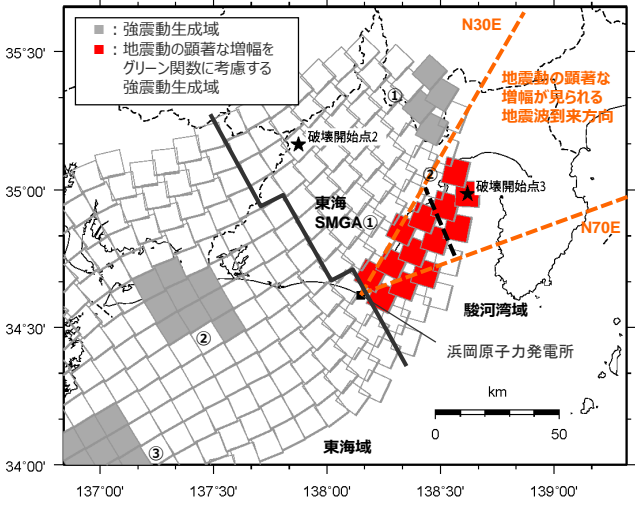 ：強震動生成域
：地震動の顕著な増幅を
グリーン関数に考慮する
強震動生成域
N30E
地震動の顕著な
増幅が見られる
地震波到来方向
①
破壊開始点2
②
破壊開始点3
東海
SMGA①
N70E
駿河湾域
②
浜岡原子力発電所
km
0
50
東海域
③
35˚30'
35˚00'
34˚30'
34˚00'
137˚00'
137˚30'
138˚00'
138˚30'
139˚00'